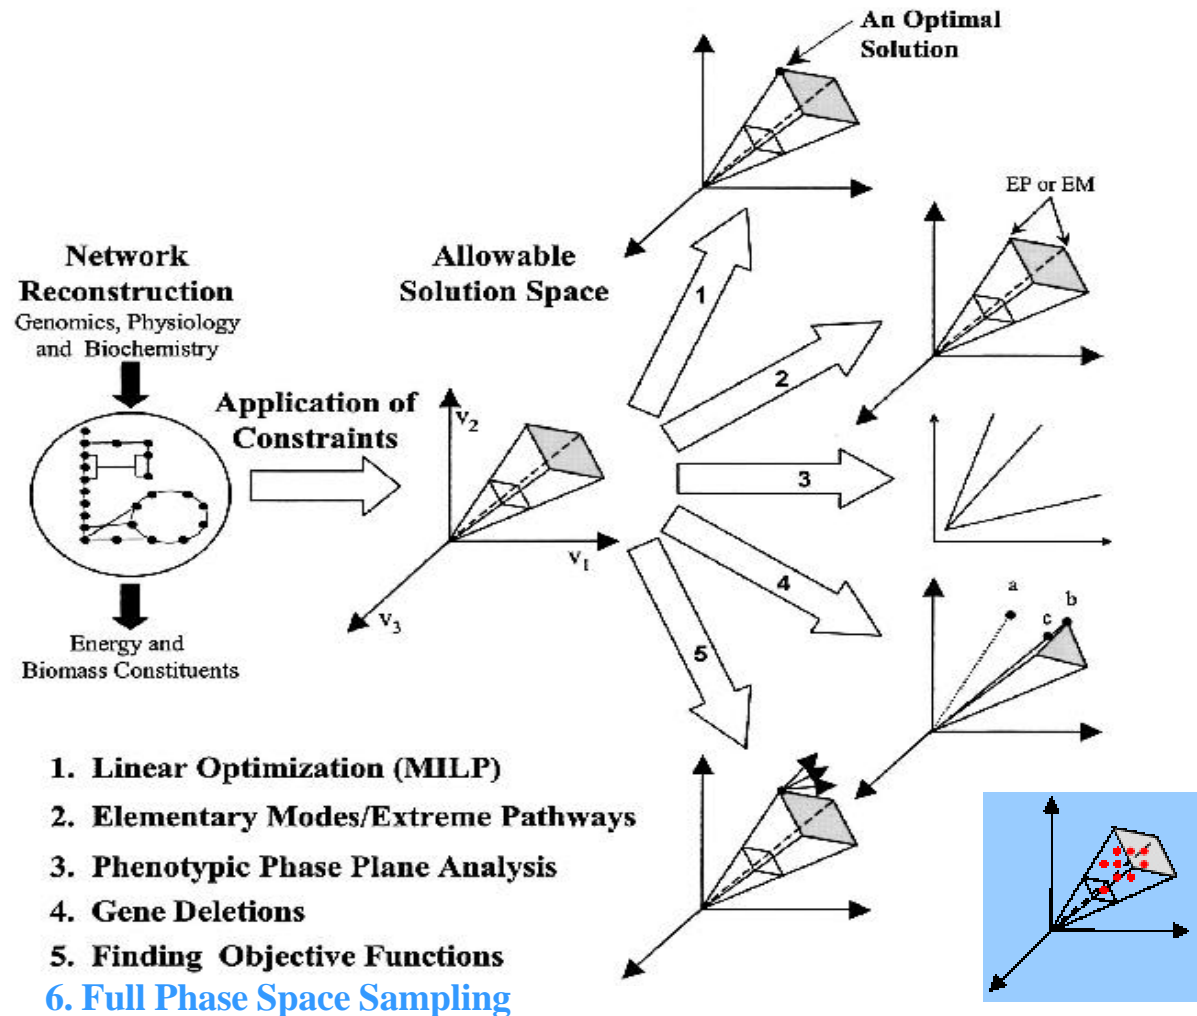 An Optimal
Solution
EP or EM
Network
Reconstruction
Genomics, Physiology
and Biochemistry
Allowable
Solution Space
1
2
Application of
Constraints
v2
3
v1
v3
4
a
b
c
5
Energy and
Biomass Constituents
1. Linear Optimization (MILP)
2. Elementary Modes/Extreme Pathways
3. Phenotypic Phase Plane Analysis
4. Gene Deletions
5. Finding Objective Functions
6. Full Phase Space Sampling